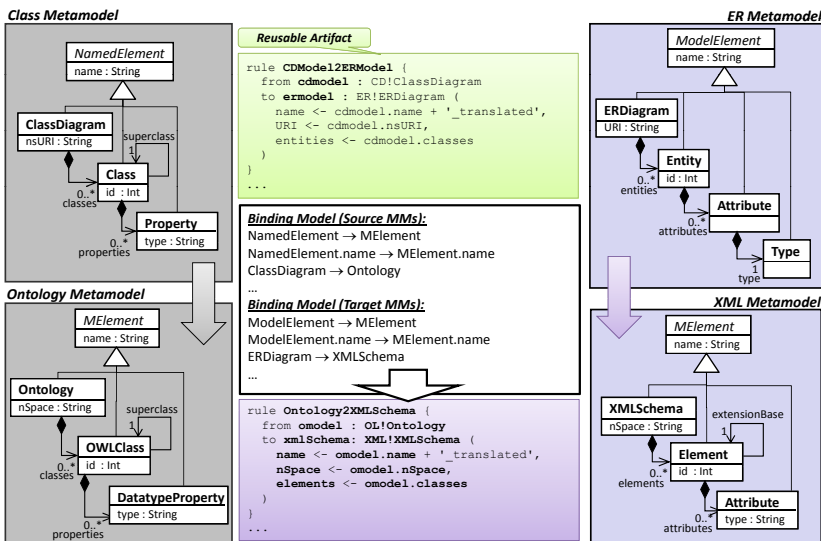 Class Metamodel
NamedElement
name : String
ClassDiagram
nsURI : String
superclass
1
Class
id : Int
0..*
classes
Property
type : String
0..*
properties
Ontology Metamodel
MElement
name : String
Ontology
nSpace : String
superclass
1
OWLClass
id : Int
0..*
classes
DatatypeProperty
type : String
0..*
properties
Reusable Artifact
rule CDModel2ERModel {
from cdmodel : CD!ClassDiagram
to ermodel : ER!ERDiagram (
name <- cdmodel.name + '_translated',
URI <- cdmodel.nsURI,
entities <- cdmodel.classes
)
}
...
Binding Model (Source MMs):
NamedElement → MElement
NamedElement.name → MElement.name
ClassDiagram → Ontology
...
Binding Model (Target MMs):
ModelElement → MElement
ModelElement.name → MElement.name
ERDiagram → XMLSchema
...
rule Ontology2XMLSchema {
from omodel : OL!Ontology
to xmlSchema: XML!XMLSchema (
name <- omodel.name + '_translated',
nSpace <- omodel.nSpace,
elements <- omodel.classes
)
}
...
ER Metamodel
ModelElement
name : String
ERDiagram
URI : String
Entity
id : Int
0..*
entities
Attribute
0..*
attributes
Type
1
type
XML Metamodel
MElement
name : String
XMLSchema
nSpace : String
extensionBase
1
Element
id : Int
0..*
elements
Attribute
type : String
0..*
attributes